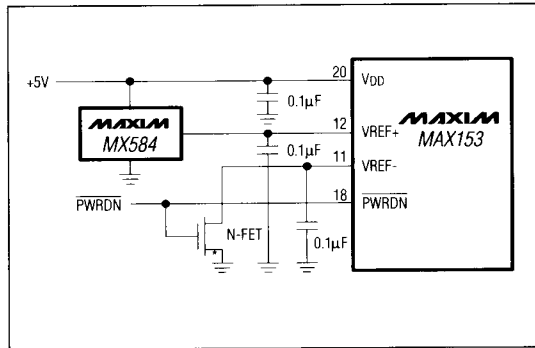 +5V
20 VDD
0.1µF
MAXIM
MX584
12 VREF+
0.1µF
MAXIM
MAX153
11 VREF-
PWRDN
18 PWRDN
N-FET
*
0.1µF